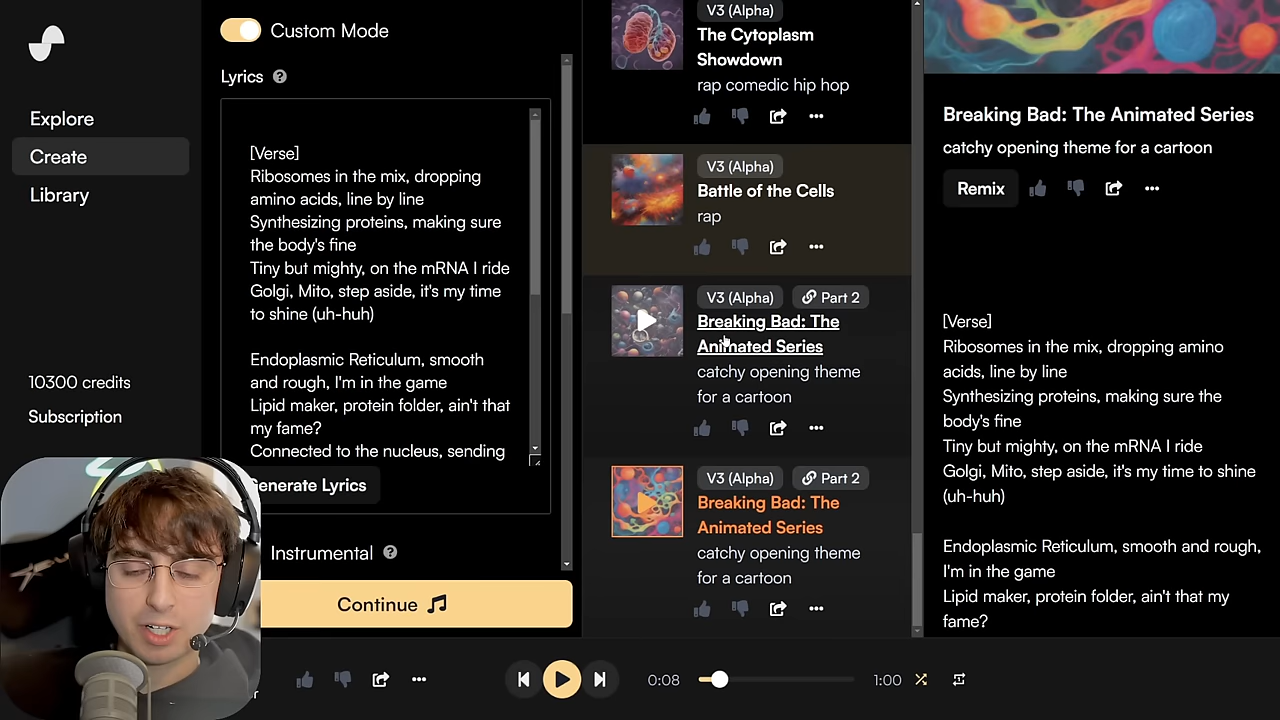 Explore
Create
Library
10300 credits
Subscription
Custom Mode
Lyrics ?
[Verse]
Ribosomes in the mix, dropping
amino acids, line by line
Synthesizing proteins, making sure
the body's fine
Tiny but mighty, on the mRNA I ride
Golgi, Mito, step aside, it's my time
to shine (uh-huh)
Endoplasmic Reticulum, smooth
and rough, I'm in the game
Lipid maker, protein folder, ain't that
my fame?
Connected to the nucleus, sending
Generate Lyrics
Instrumental ?
Continue
V3 (Alpha)
The Cytoplasm
Showdown
rap comedic hip hop
V3 (Alpha)
Battle of the Cells
rap
V3 (Alpha) Part 2
Breaking Bad: The
Animated Series
catchy opening theme
for a cartoon
V3 (Alpha) Part 2
Breaking Bad: The
Animated Series
catchy opening theme
for a cartoon
Breaking Bad: The Animated Series
catchy opening theme for a cartoon
Remix
[Verse]
Ribosomes in the mix, dropping amino
acids, line by line
Synthesizing proteins, making sure the
body's fine
Tiny but mighty, on the mRNA I ride
Golgi, Mito, step aside, it's my time to shine
(uh-huh)
Endoplasmic Reticulum, smooth and rough,
I'm in the game
Lipid maker, protein folder, ain't that my
fame?
0:08
1:00